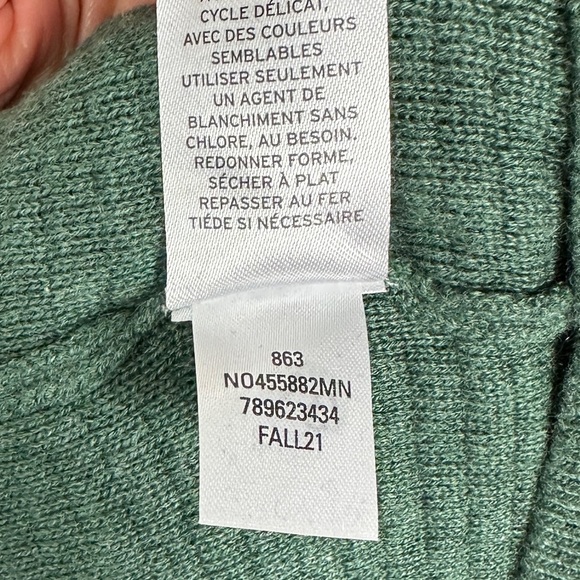 CYCLE DÉLICAT,
AVEC DES COULEURS
SEMBLABLES
UTILISER SEULEMENT
UN AGENT DE
BLANCHIMENT SANS
CHLORE, AU BESOIN.
REDONNER FORME,
SÉCHER À PLAT
REPASSER AU FER
TIÉDE SI NÉCESSAIRE
863
NO455882MN
789623434
FALL21